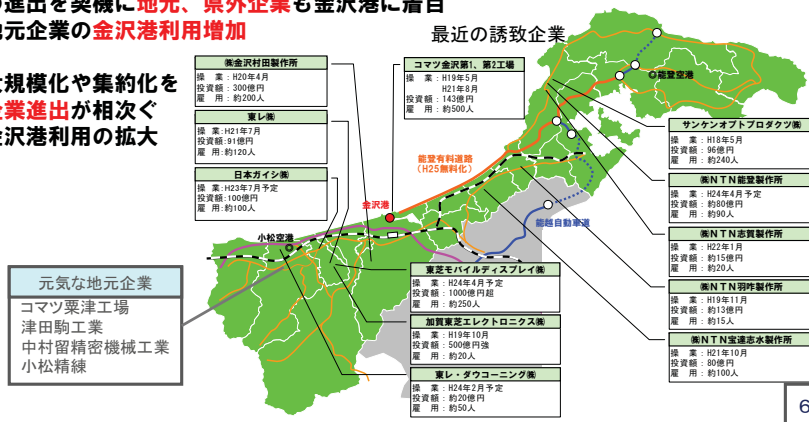 の進出を契機に地元、県外企業も金沢港に着目
地元企業の金沢港利用増加
大規模化や集約化を
企業進出が相次ぐ
金沢港利用の拡大
最近の誘致企業
㈱金沢村田製作所
操　業：H20年4月
投資額：300億円
雇　用：約200人
東レ㈱
操　業：H21年7月
投資額：91億円
雇　用：約120人
日本ガイシ㈱
操　業：H23年7月予定
投資額：100億円
雇　用：約100人
コマツ金沢第1、第2工場
操　業：H19年5月
H21年8月
投資額：143億円
雇　用：約500人
能登空港
能登有料道路
（H25無料化）
金沢港
小松空港
能越自動車道
サンケンオプトプロダクツ㈱
操　業：H18年5月
投資額：96億円
雇　用：約240人
㈱ＮＴＮ能登製作所
操　業：H24年4月予定
投資額：約80億円
雇　用：約90人
㈱ＮＴＮ志賀製作所
操　業：H22年1月
投資額：約15億円
雇　用：約20人
㈱ＮＴＮ羽咋製作所
操　業：H19年11月
投資額：約13億円
雇　用：約15人
㈱ＮＴＮ宝達志水製作所
操　業：H21年10月
投資額：80億円
雇　用：約100人
東芝モバイルディスプレイ㈱
操　業：H24年4月予定
投資額：1000億円超
雇　用：約250人
加賀東芝エレクトロニクス㈱
操　業：H19年10月
投資額：500億円強
雇　用：約20人
東レ・ダウコーニング㈱
操　業：H24年2月予定
投資額：約20億円
雇　用：約50人
元気な地元企業
コマツ粟津工場
津田駒工業
中村留精密機械工業
小松精練
6